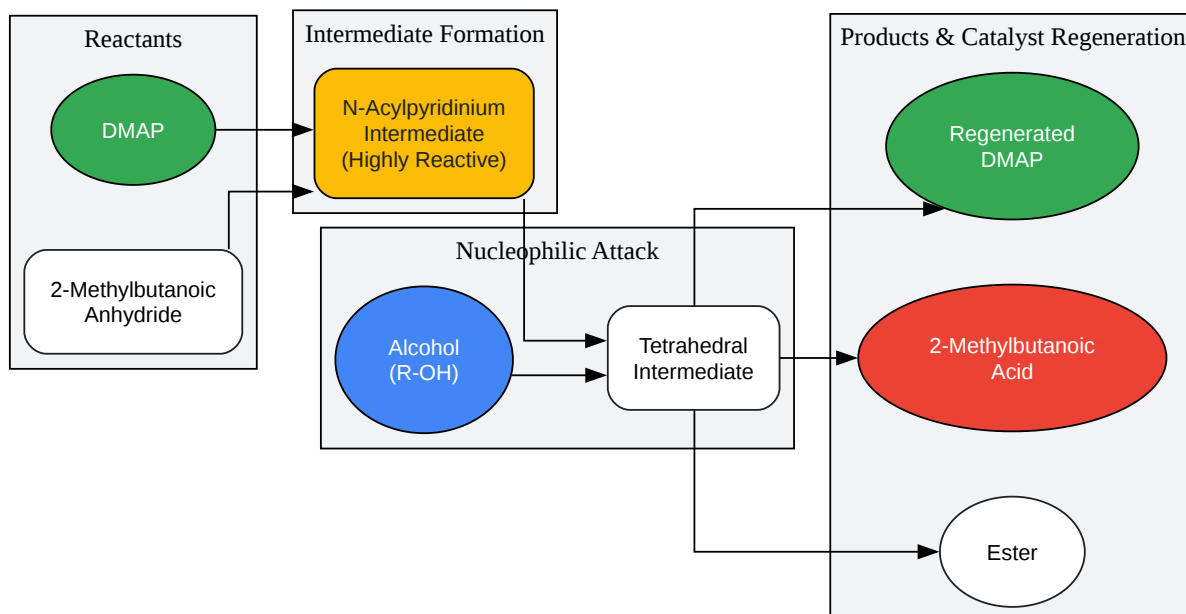 Reactants
DMAP
2-Methylbutanoic
Anhydride
Intermediate Formation
N-Acylpyridinium
Intermediate
(Highly Reactive)
Nucleophilic Attack
Alcohol
(R-OH)
Tetrahedral
Intermediate
Products & Catalyst Regeneration
Regenerated
DMAP
2-Methylbutanoic
Acid
Ester